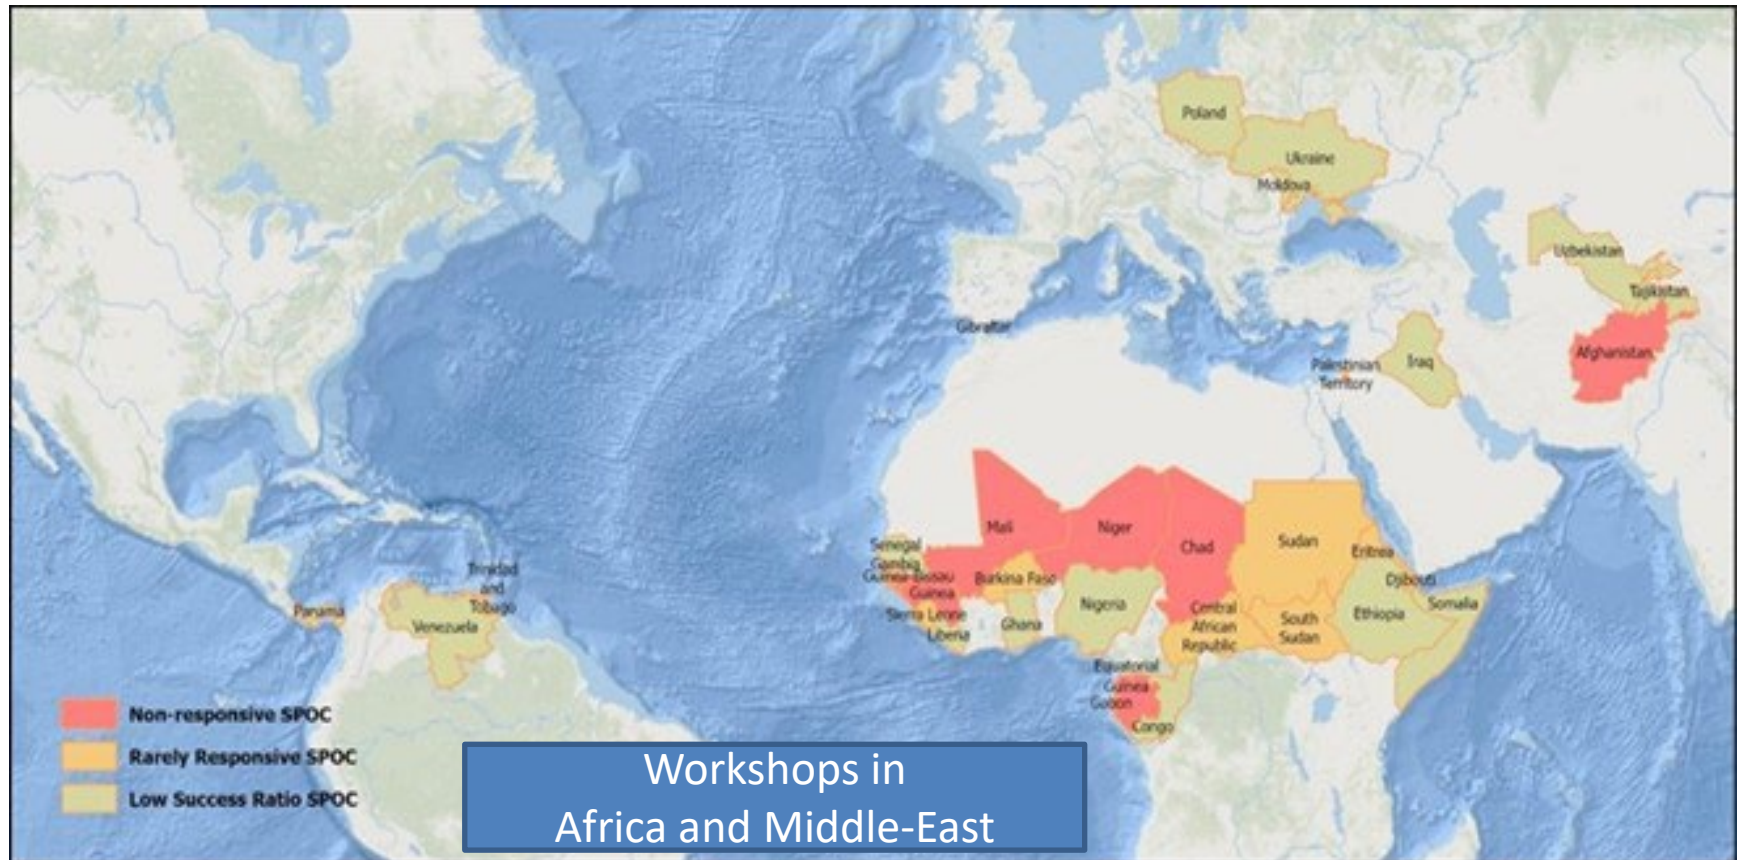 Poland
Ukraine
Moldova
Uzbekistan
Tajikistan
Gibraltar
Afghanistan
Palestinian
Territory
Iraq
Mali
Niger
Chad
Sudan
Eritrea
Senegal
Gambia
Guinea-Bissau
Guinea
Burkina Faso
Djibouti
Sierra Leone
Liberia
Ghana
Nigeria
Central
African
Republic
South
Sudan
Ethiopia
Somalia
Trinidad
and
Tobago
Panama
Venezuela
Equatorial
Guinea
Gabon
Congo
Non-responsive SPOC
Rarely Responsive SPOC
Low Success Ratio SPOC
Workshops in
Africa and Middle-East